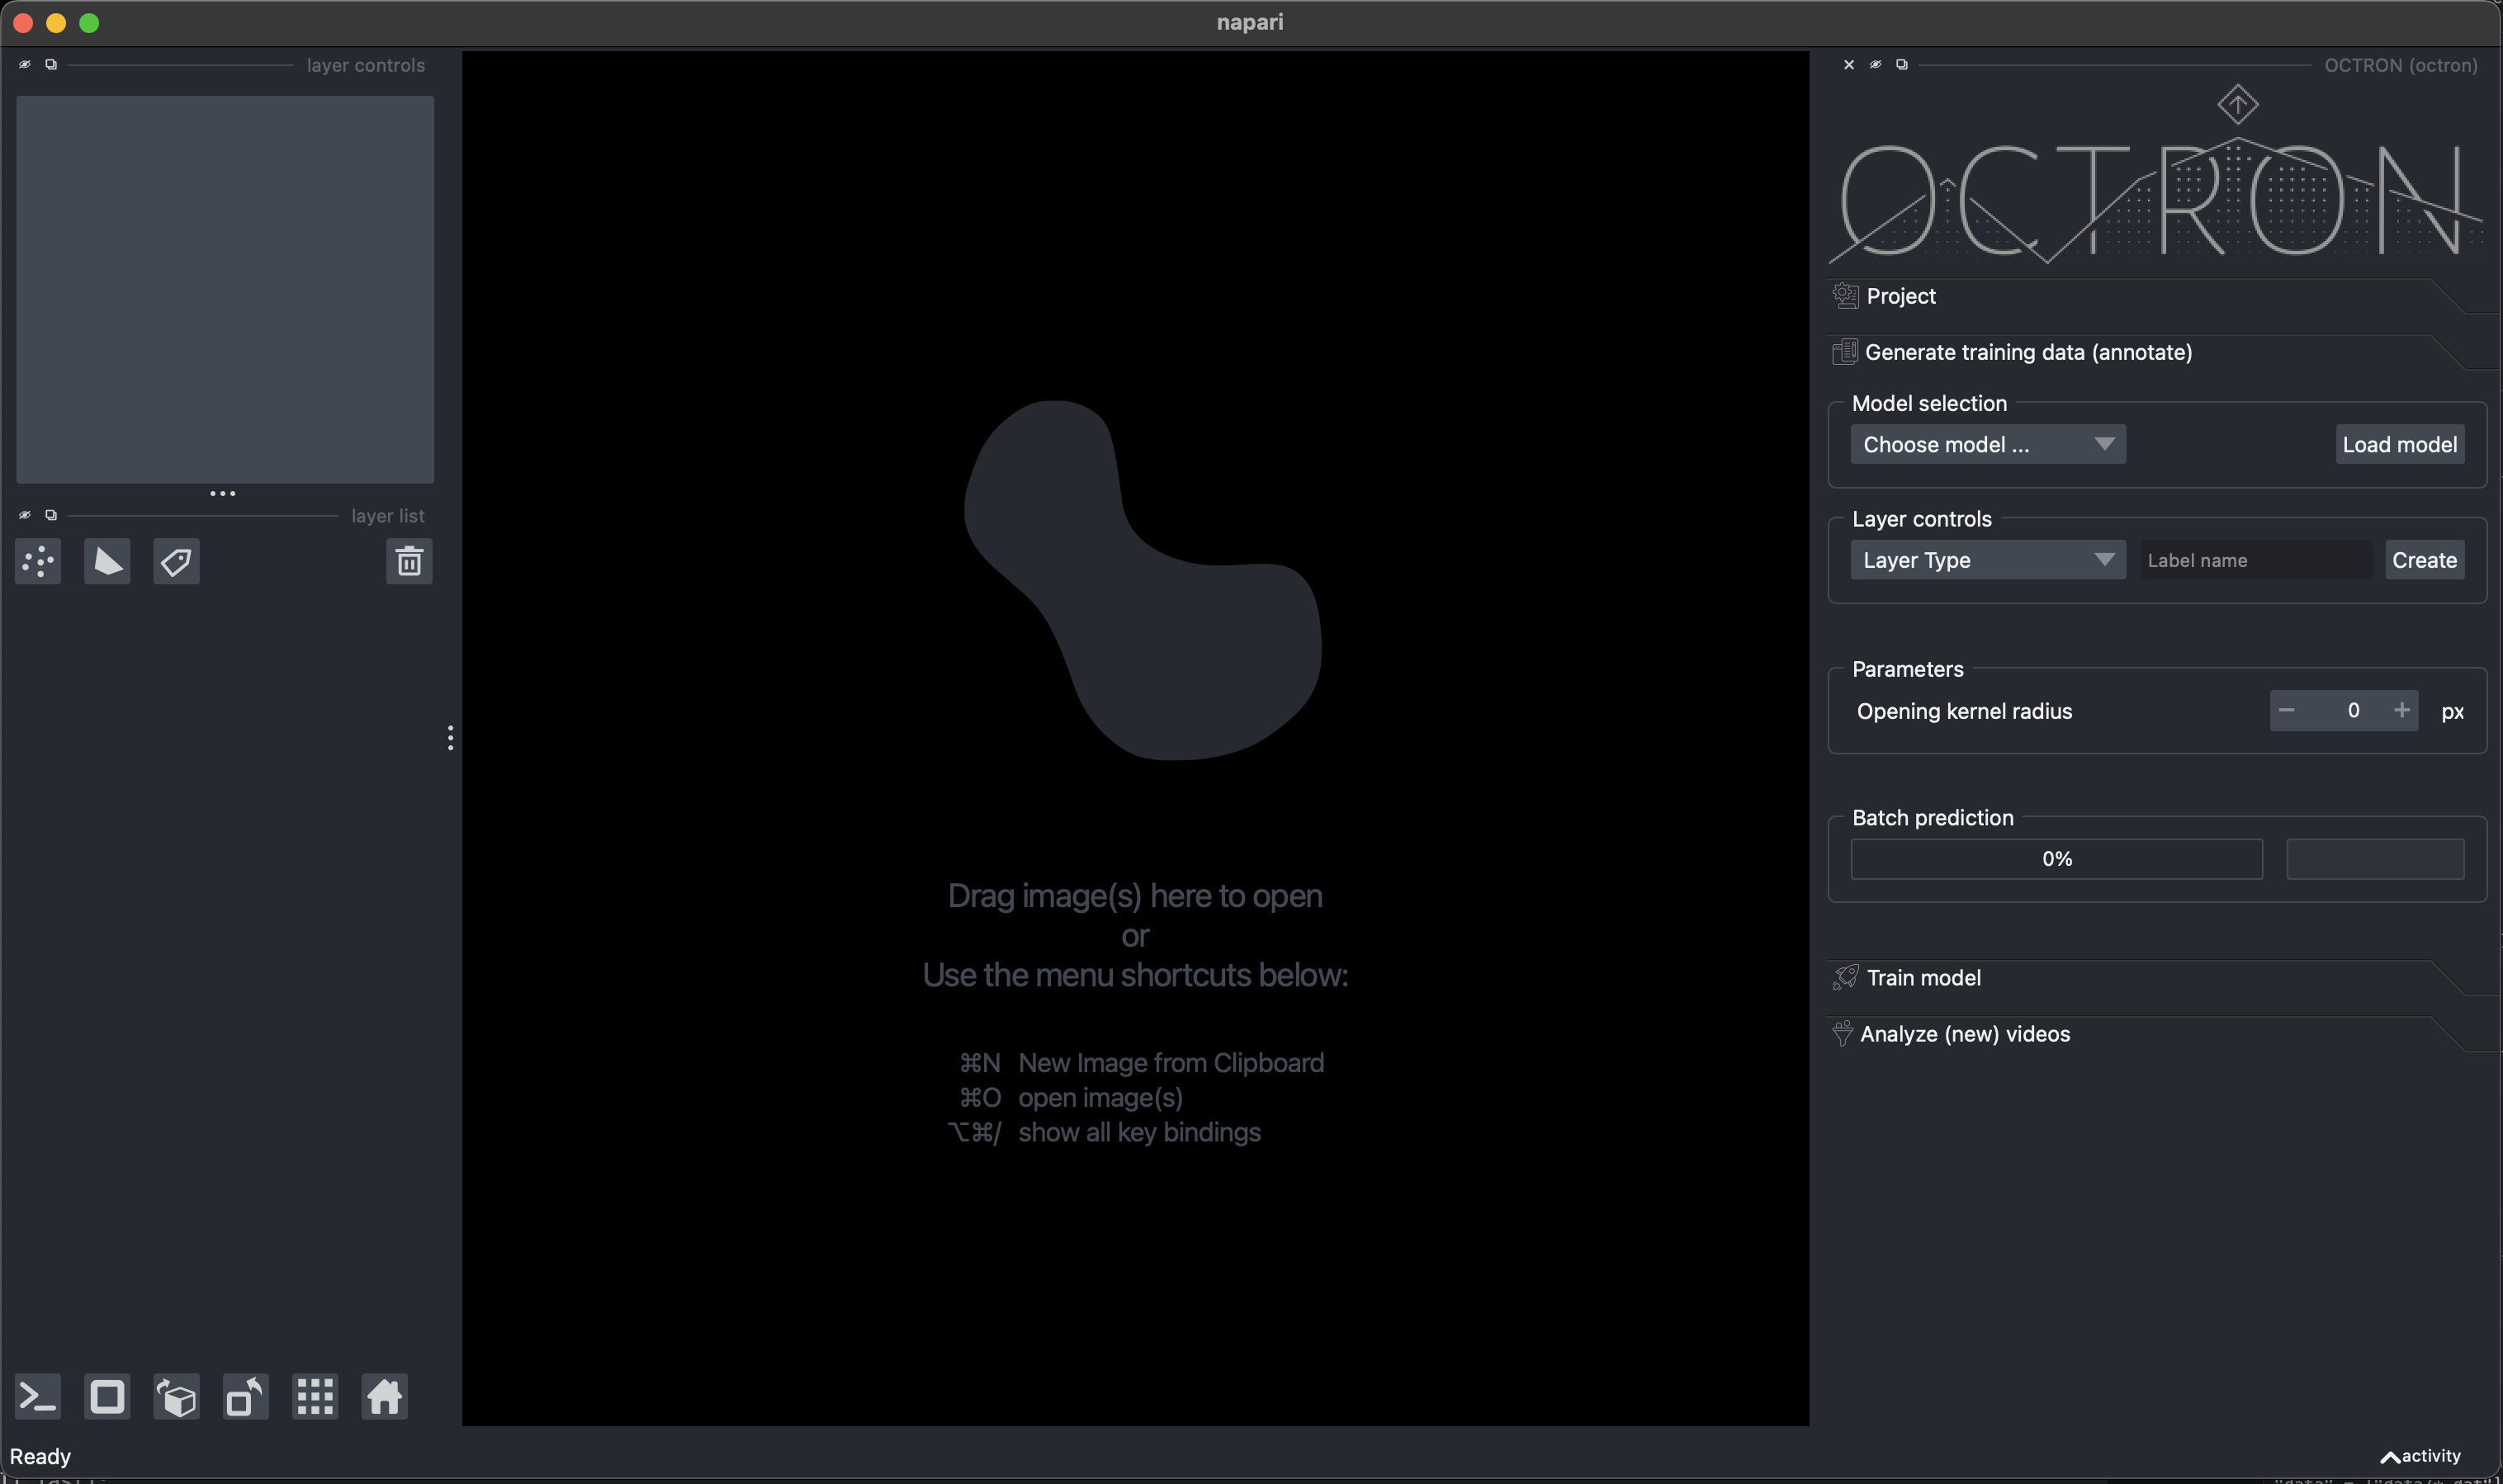 napari
layer controls
layer list
Ready
Drag image(s) here to open
or
Use the menu shortcuts below:
⌘N New Image from Clipboard
⌘O open image(s)
⌥⌘/ show all key bindings
OCTRON (octron)
OCTRON
Project
Generate training data (annotate)
Model selection
Choose model ... Load model
Layer controls
Layer Type Label name Create
Parameters
Opening kernel radius 0 px
Batch prediction
0%
Train model
Analyze (new) videos
activity